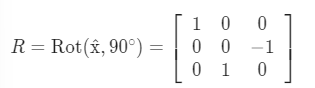 R = Rot(x̂, 90°) = [ 1 0 0
0 0 −1
0 1 0 ]